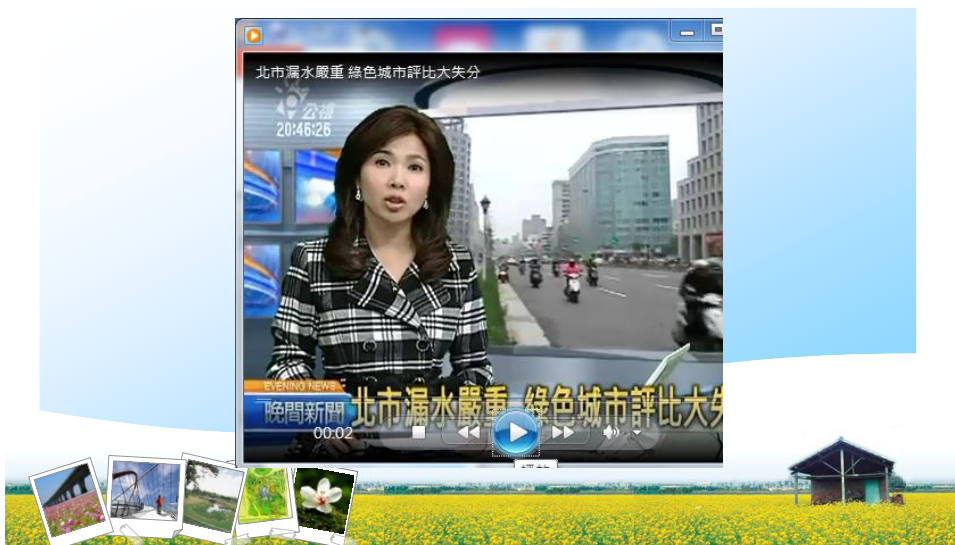 北市漏水嚴重 綠色城市評比大失分
公視
20:46:26
EVENING NEWS
晚間新聞
北市漏水嚴重 綠色城市評比大失
00:02